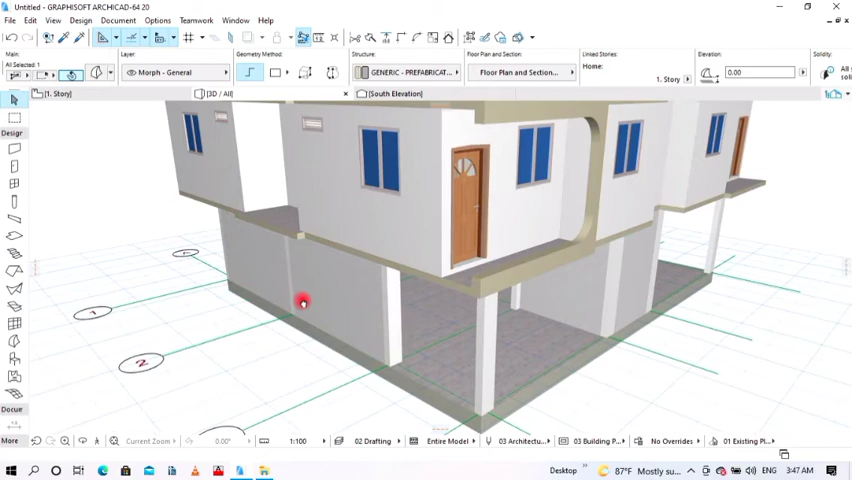 Untitled - GRAPHISOFT ARCHICAD-64 20
File Edit View Design Document Options Teamwork Window Help
Main:
All Selected: 1
Layer:
Morph - General
Geometry Method:
Structure:
GENERIC - PREFABRICAT...
Floor Plan and Section:
Floor Plan and Section...
Linked Stories:
Home:
1. Story
Elevation:
0.00
Solidity:
All
soli
[1. Story]
[3D / All]
[South Elevation]
Design
1
2
Docur
More
Current Zoom
0.00°
1:100
02 Drafting
Entire Model
03 Architectu...
03 Building P...
No Overrides
01 Existing Pl...
Desktop
87°F Mostly su...
ENG
3:47 AM